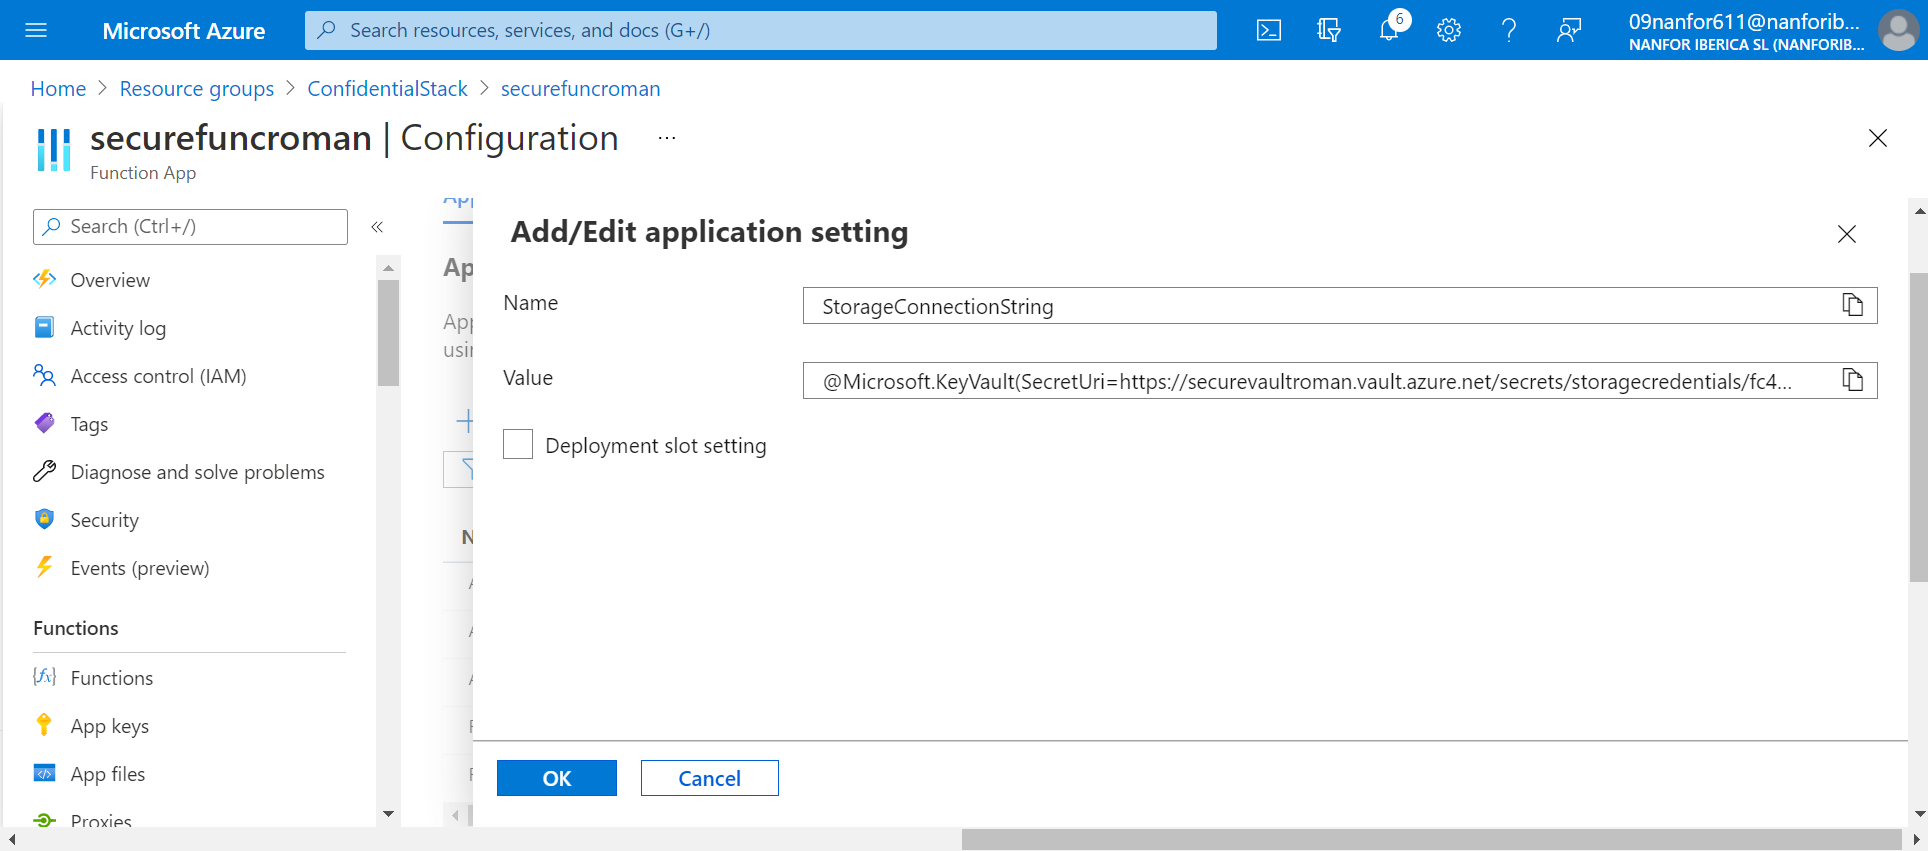 Microsoft Azure
Search resources, services, and docs (G+/)
6
09nanfor611@nanforib...
NANFOR IBERICA SL (NANFORIB...
Home > Resource groups > ConfidentialStack > securefuncroman
securefuncroman | Configuration ...
Function App
Search (Ctrl+/)
«
Overview
Activity log
Access control (IAM)
Tags
Diagnose and solve problems
Security
Events (preview)
Functions
Functions
App keys
App files
Proxies
Add/Edit application setting
Name
StorageConnectionString
Value
@Microsoft.KeyVault(SecretUri=https://securevaultroman.vault.azure.net/secrets/storagecredentials/fc4...
Deployment slot setting
OK
Cancel